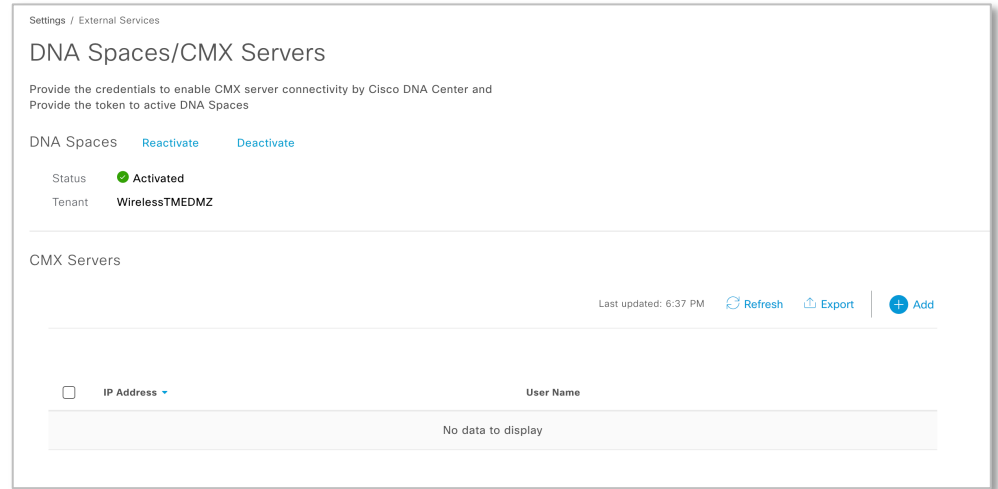 Settings / External Services
DNA Spaces/CMX Servers
Provide the credentials to enable CMX server connectivity by Cisco DNA Center and
Provide the token to active DNA Spaces
DNA Spaces Reactivate Deactivate
Status Activated
Tenant WirelessTMEDMZ
CMX Servers
Last updated: 6:37 PM Refresh Export Add
IP Address User Name
No data to display